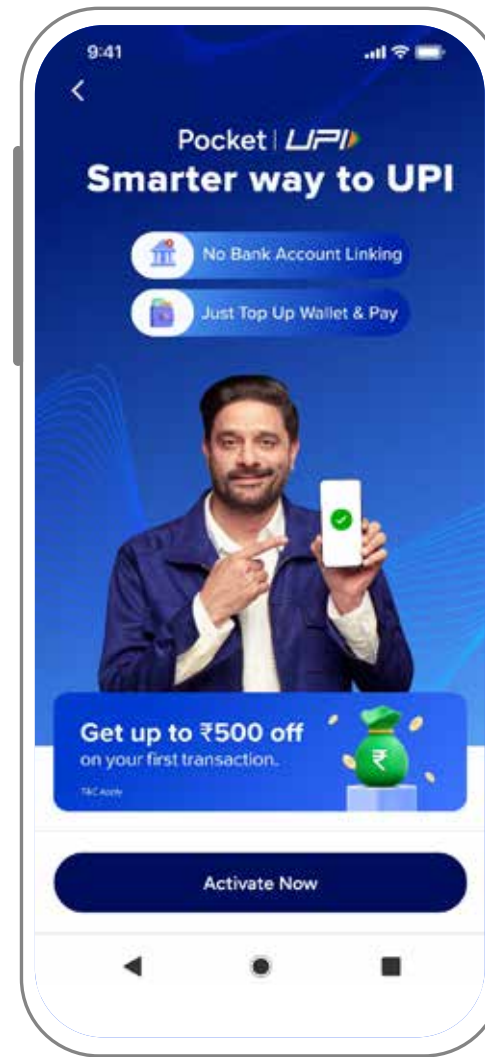 9:41
Pocket | UPI
Smarter way to UPI
No Bank Account Linking
Just Top Up Wallet & Pay
Get up to ₹500 off
on your first transaction.
T&C Apply
₹
Activate Now